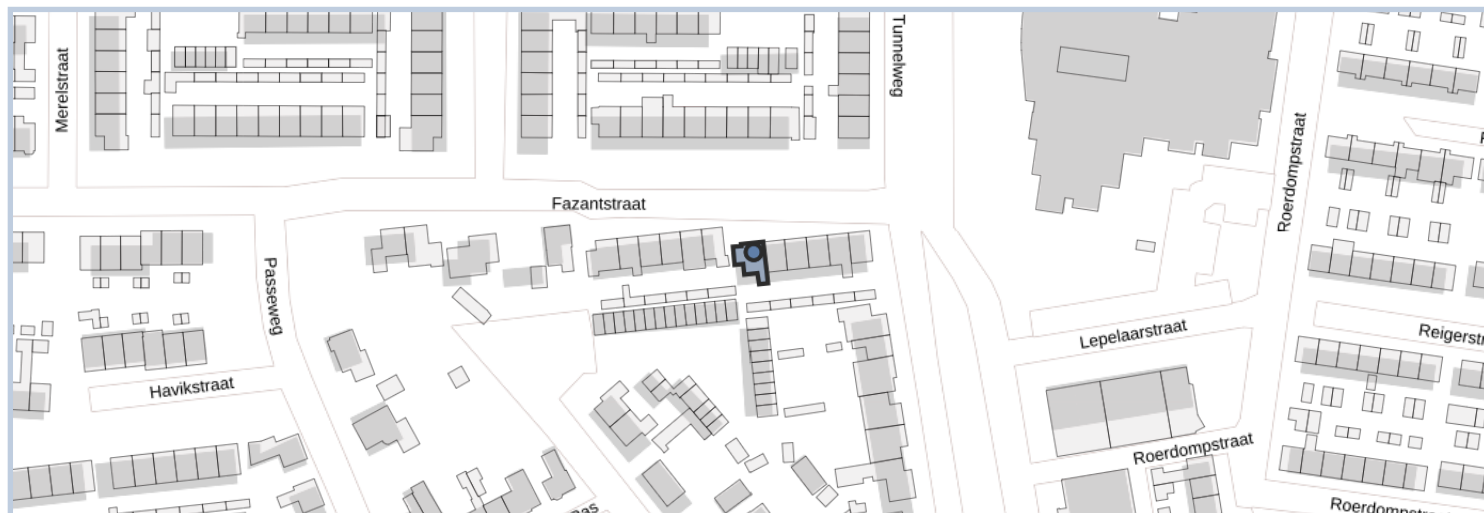 Merelstraat
Tunnelweg
Roerdompstraat
Fazantstraat
Passeweg
Lepelaarstraat
Havikstraat
Roerdompstraat